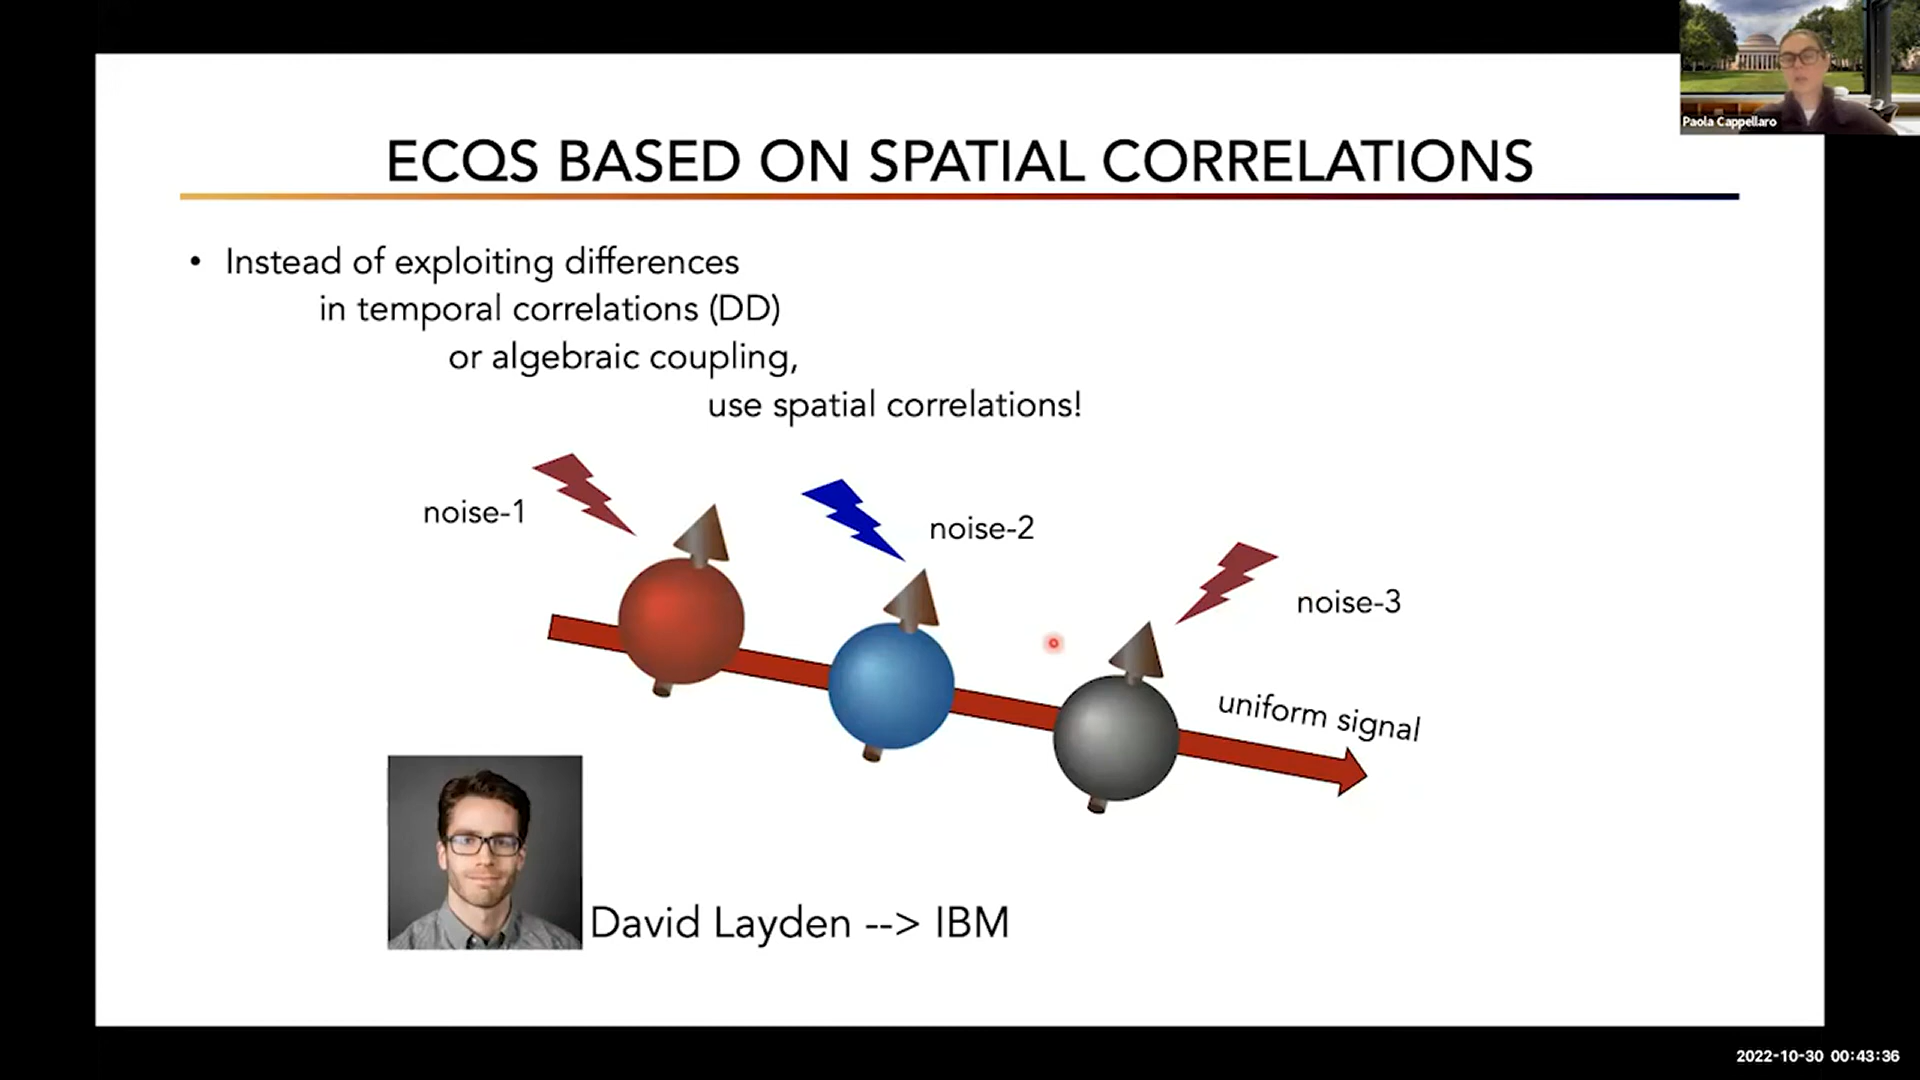 Paola Cappellaro
ECQS BASED ON SPATIAL CORRELATIONS
• Instead of exploiting differences
in temporal correlations (DD)
or algebraic coupling,
use spatial correlations!
noise-1
noise-2
noise-3
uniform signal
David Layden --> IBM
2022-10-30 00:43:36